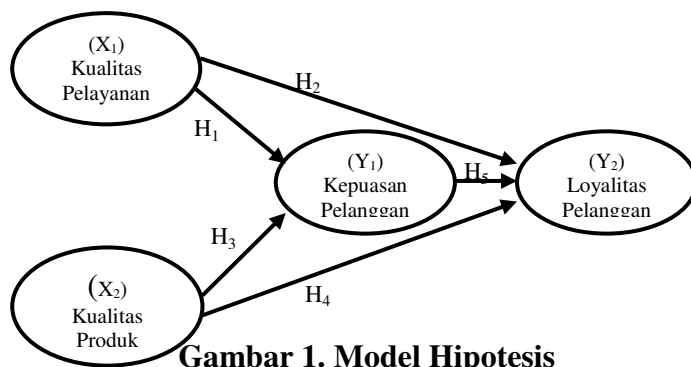 (X₁)
Kualitas
Pelayanan
H₂
H₁
(Y₁)
Kepuasan
Pelanggan
H₅
(Y₂)
Loyalitas
Pelanggan
H₃
(X₂)
Kualitas
Produk
H₄
Gambar 1. Model Hipotesis